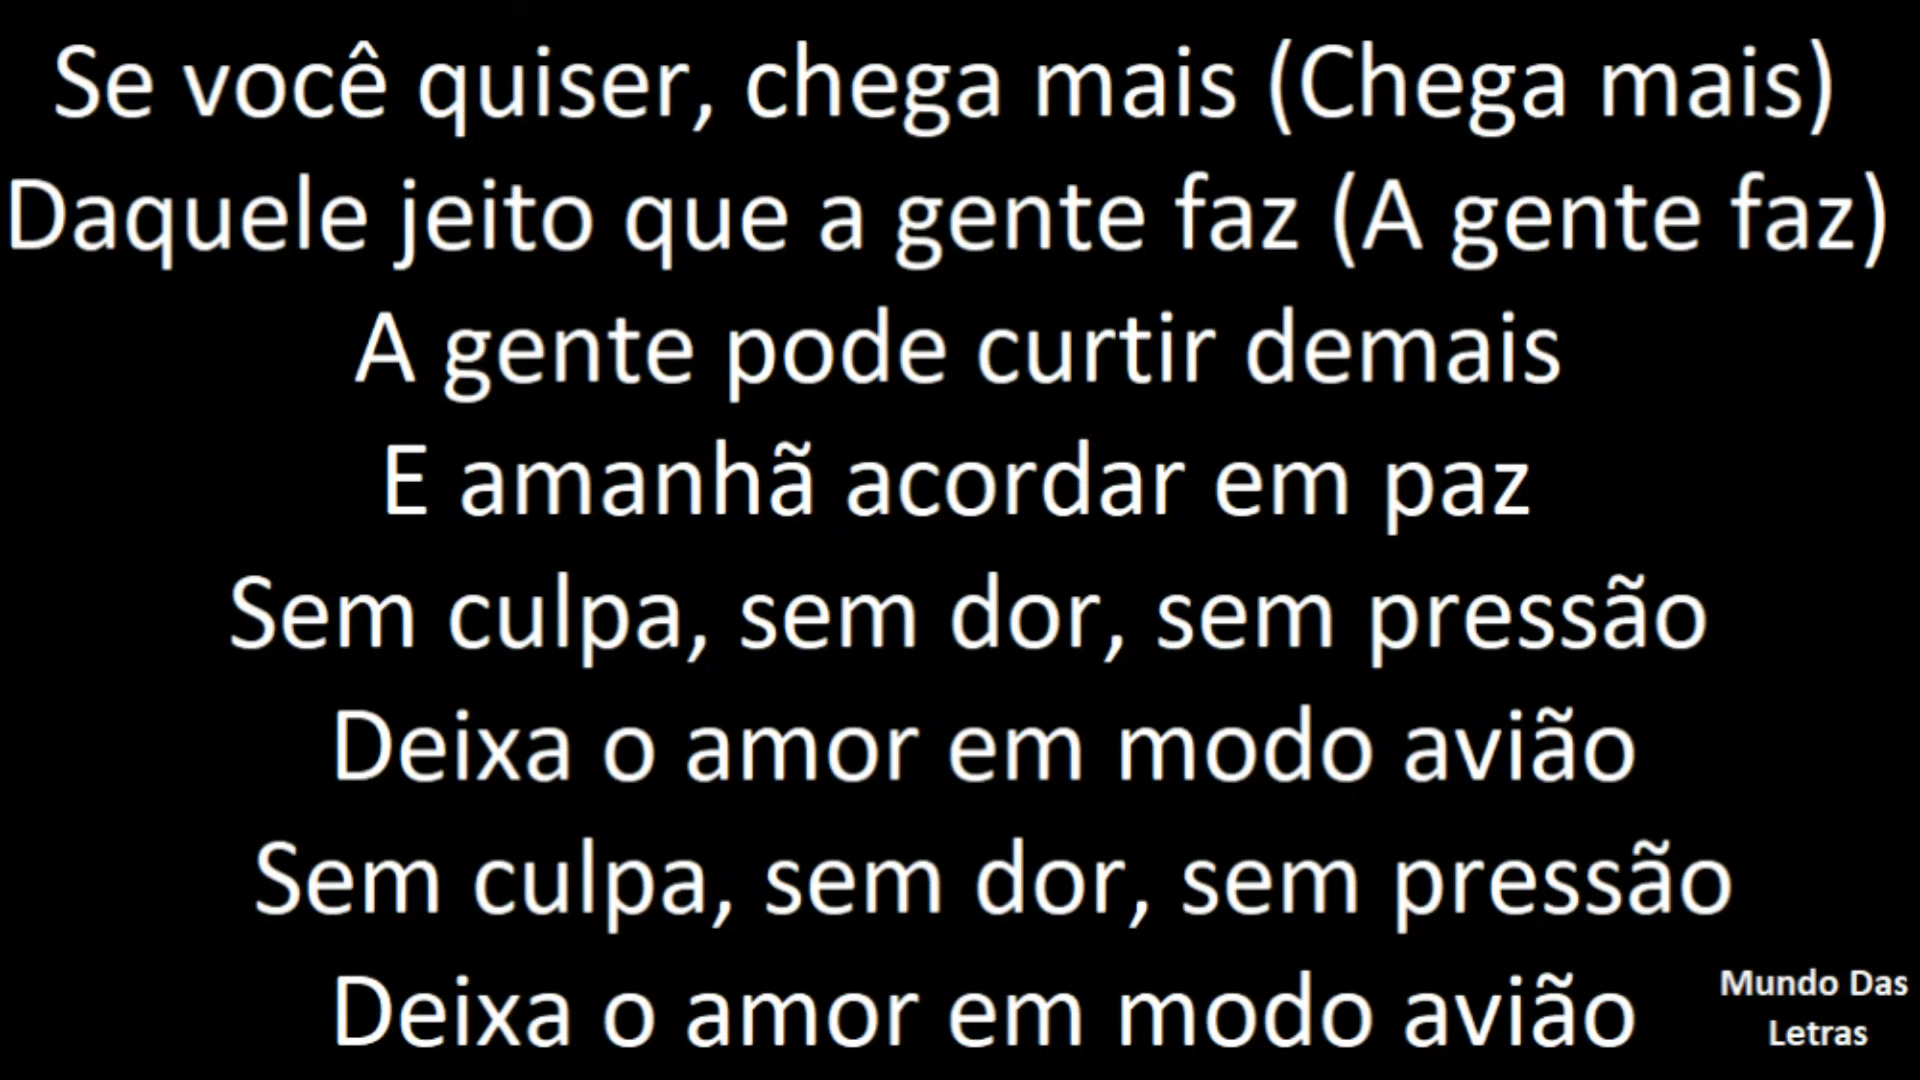 Se você quiser, chega mais (Chega mais)
Daquele jeito que a gente faz (A gente faz)
A gente pode curtir demais
E amanhã acordar em paz
Sem culpa, sem dor, sem pressão
Deixa o amor em modo avião
Sem culpa, sem dor, sem pressão
Deixa o amor em modo avião
Mundo Das
Letras